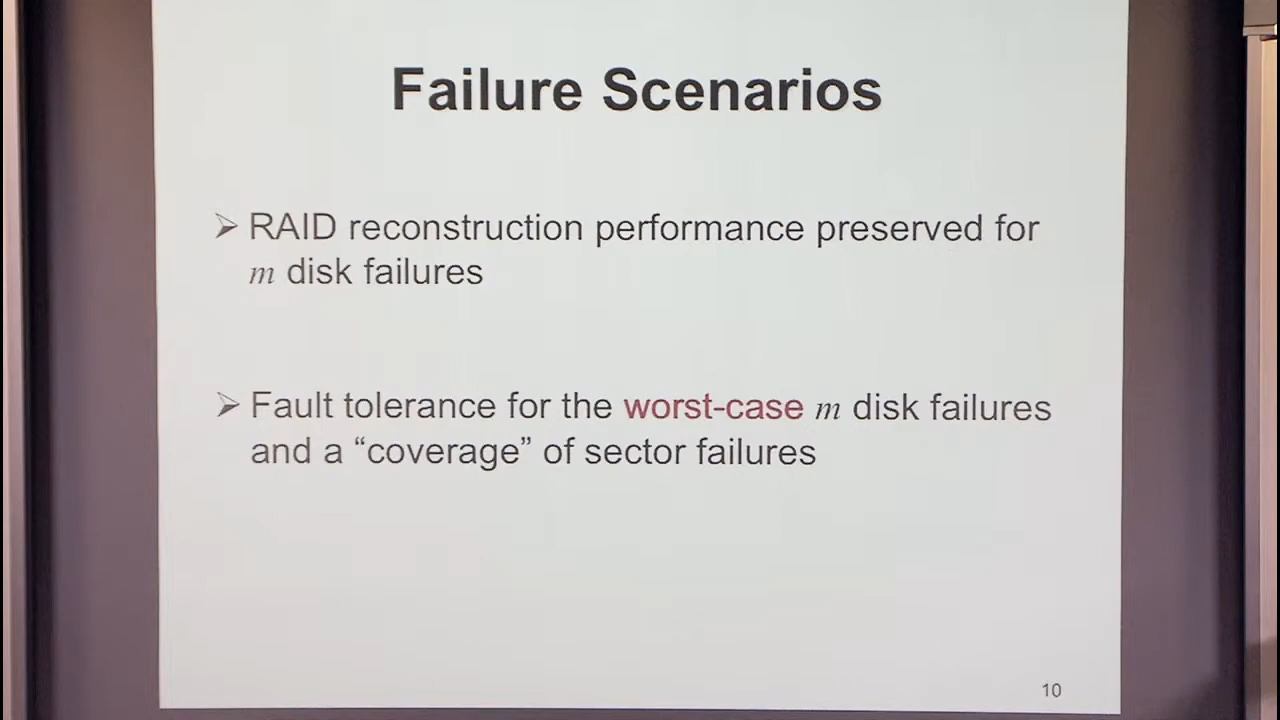 Failure Scenarios
➢ RAID reconstruction performance preserved for
m disk failures
➢ Fault tolerance for the worst-case m disk failures
and a “coverage” of sector failures
10